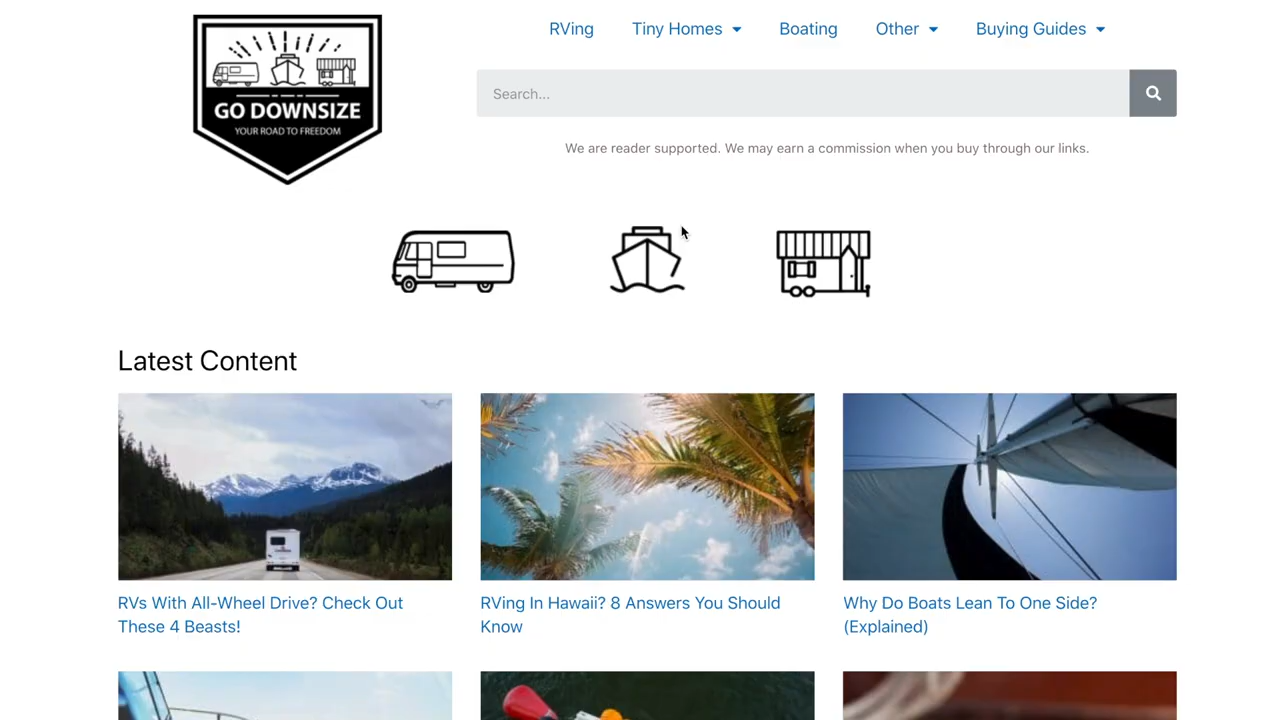 GO DOWNSIZE
YOUR ROAD TO FREEDOM
RVing
Tiny Homes
Boating
Other
Buying Guides
Search...
We are reader supported. We may earn a commission when you buy through our links.
Latest Content
RVs With All-Wheel Drive? Check Out
These 4 Beasts!
RVing In Hawaii? 8 Answers You Should
Know
Why Do Boats Lean To One Side?
(Explained)